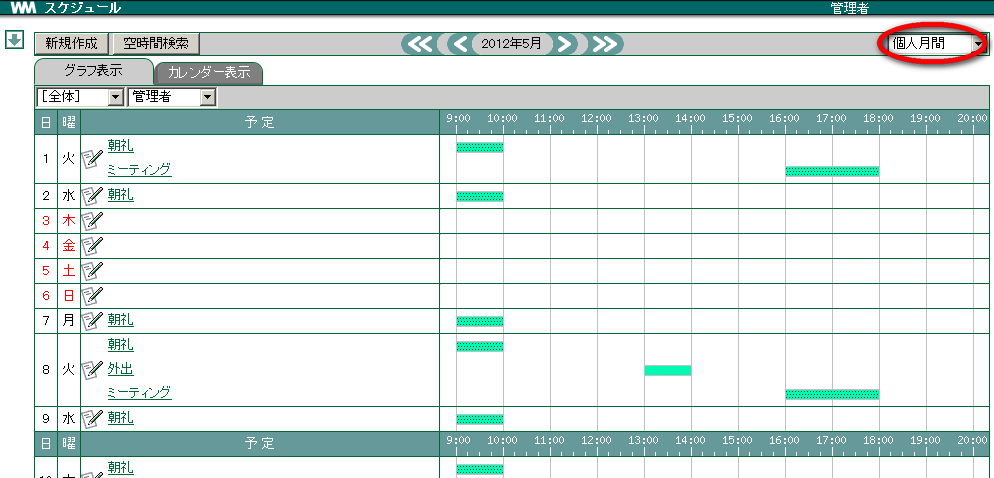 WM スケジュール 管理者
新規作成 空時間検索 2012年5月 個人月間
グラフ表示 カレンダー表示
[全体] 管理者
日 曜 予定 9:00 10:00 11:00 12:00 13:00 14:00 15:00 16:00 17:00 18:00 19:00 20:00
1 火 朝礼
ミーティング
2 水 朝礼
3 木
4 金
5 土
6 日
7 月 朝礼
朝礼
8 火 外出
ミーティング
9 水 朝礼
日 曜 予定 9:00 10:00 11:00 12:00 13:00 14:00 15:00 16:00 17:00 18:00 19:00 20:00
朝礼